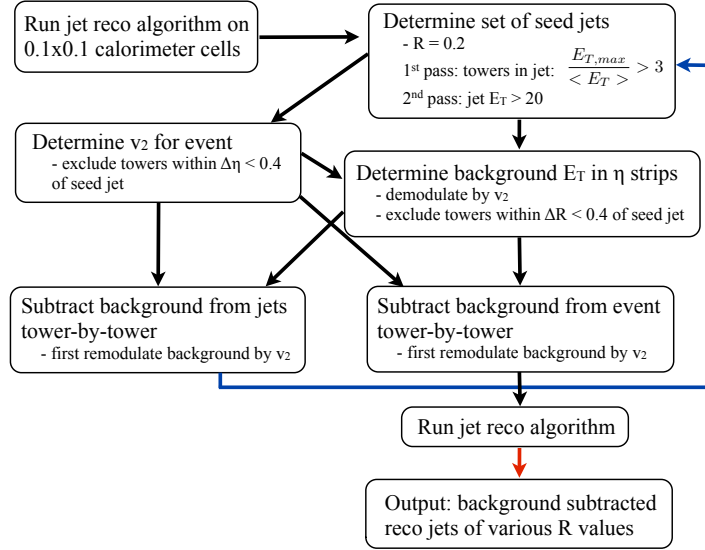 Run jet reco algorithm on
0.1x0.1 calorimeter cells
Determine set of seed jets
- R = 0.2
1st pass: towers in jet: E_{T,max} / < E_T > > 3
2nd pass: jet E_T > 20
Determine v₂ for event
- exclude towers within Δη < 0.4
of seed jet
Determine background E_T in η strips
- demodulate by v₂
- exclude towers within ΔR < 0.4 of seed jet
Subtract background from jets
tower-by-tower
- first remodulate background by v₂
Subtract background from event
tower-by-tower
- first remodulate background by v₂
Run jet reco algorithm
Output: background subtracted
reco jets of various R values